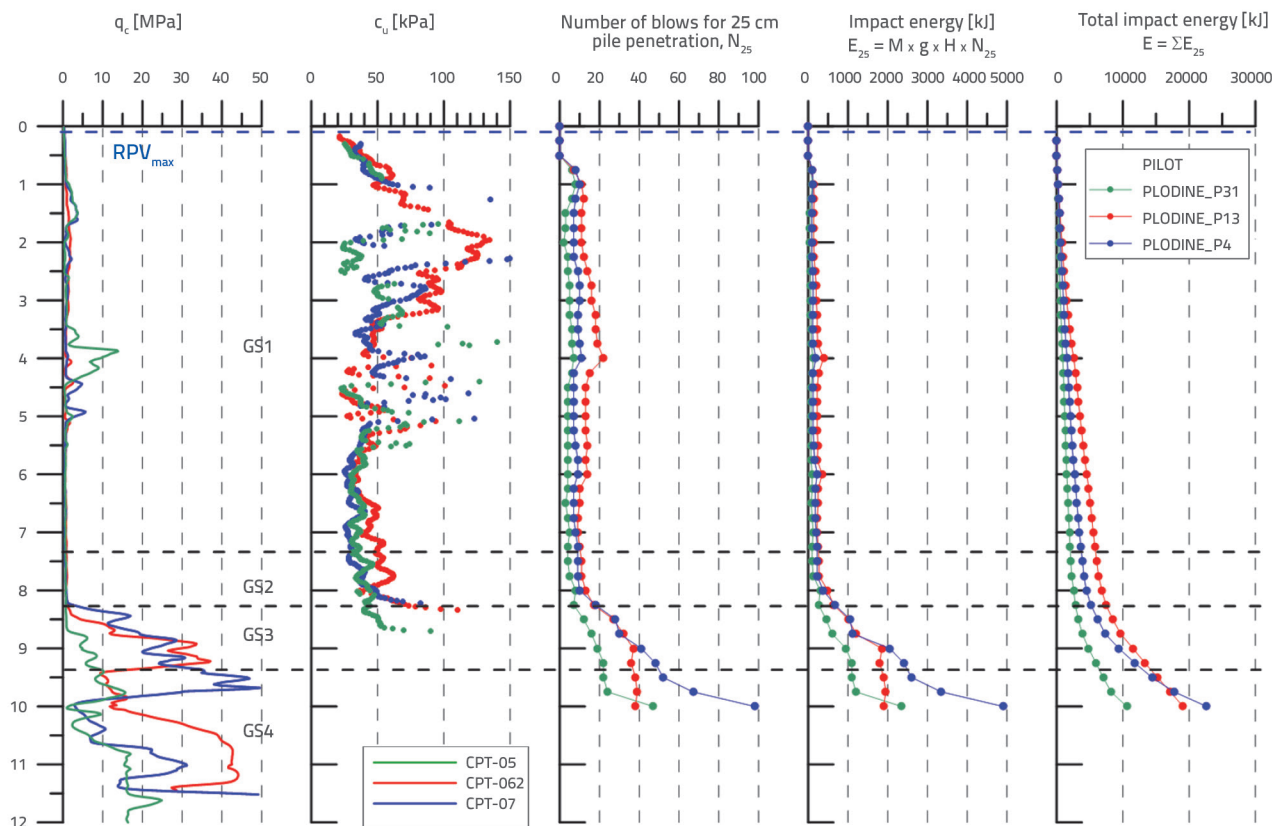 q_c [MPa]
c_u [kPa]
Number of blows for 25 cm
pile penetration, N_25
Impact energy [kJ]
E_25 = M x g x H x N_25
Total impact energy [kJ]
E = ΣE_25
0 10 20 30 40 50
0 50 100 150
0 20 40 60 80 100
0 1000 2000 3000 4000 5000
0 10000 20000 30000
0
1
2
3
4
5
6
7
8
9
10
11
12
RPV_max
GS1
GS2
GS3
GS4
CPT-05
CPT-062
CPT-07
PILOT
PLODINE_P31
PLODINE_P13
PLODINE_P4